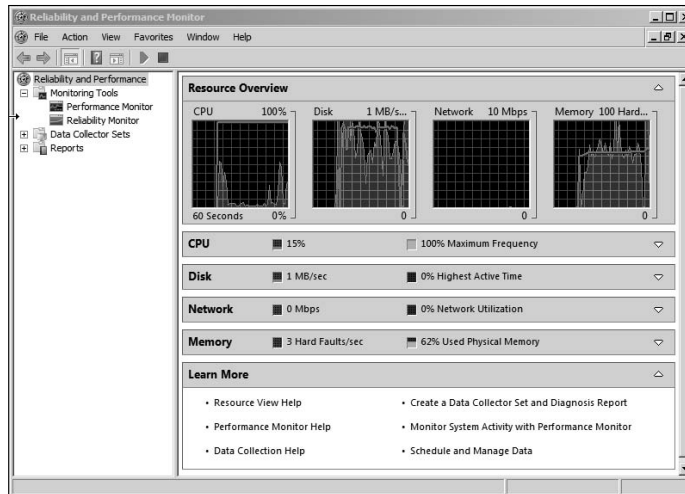 Reliability and Performance Monitor
File Action View Favorites Window Help
Reliability and Performance
Monitoring Tools
Performance Monitor
Reliability Monitor
Data Collector Sets
Reports
Resource Overview
CPU 100% Disk 1 MB/s... Network 10 Mbps Memory 100 Hard...
60 Seconds 0% 0 0 0
CPU 15% 100% Maximum Frequency
Disk 1 MB/sec 0% Highest Active Time
Network 0 Mbps 0% Network Utilization
Memory 3 Hard Faults/sec 62% Used Physical Memory
Learn More
• Resource View Help • Create a Data Collector Set and Diagnosis Report
• Performance Monitor Help • Monitor System Activity with Performance Monitor
• Data Collection Help • Schedule and Manage Data